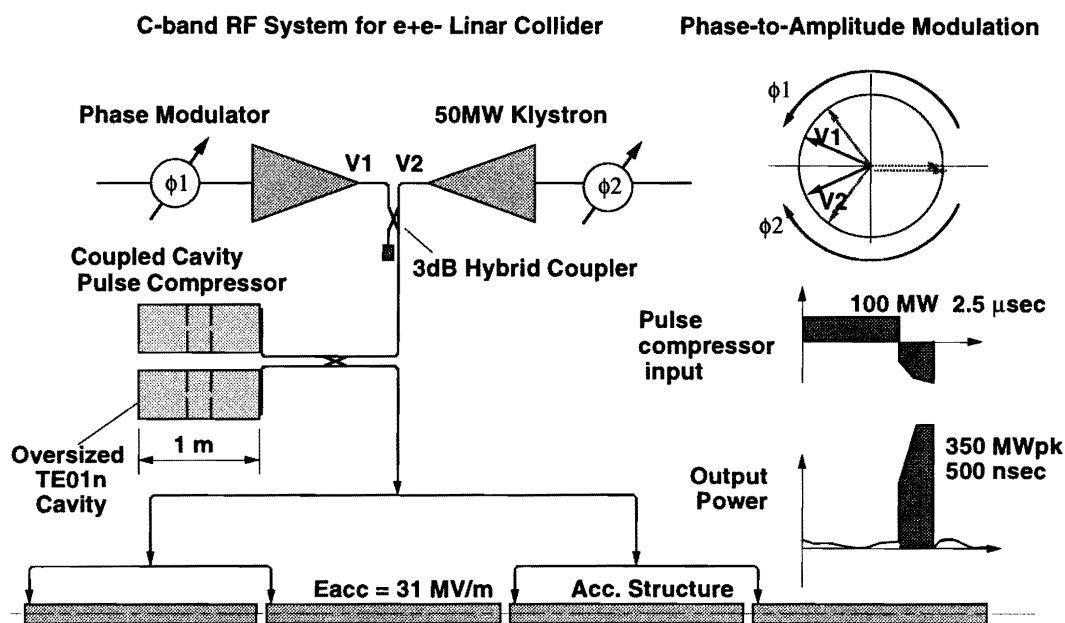 C-band RF System for e+e- Linar Collider
Phase-to-Amplitude Modulation
Phase Modulator
50MW Klystron
V1 V2
ϕ1
ϕ2
ϕ1
V1
V2
ϕ2
Coupled Cavity
Pulse Compressor
3dB Hybrid Coupler
100 MW 2.5 μsec
Pulse
compressor
input
1 m
Oversized
TE01n
Cavity
350 MWpk
500 nsec
Output
Power
Eacc = 31 MV/m
Acc. Structure